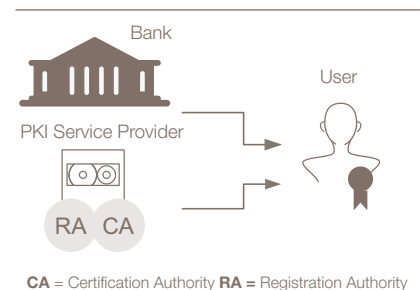 Bank
User
PKI Service Provider
RA CA
CA = Certification Authority RA = Registration Authority